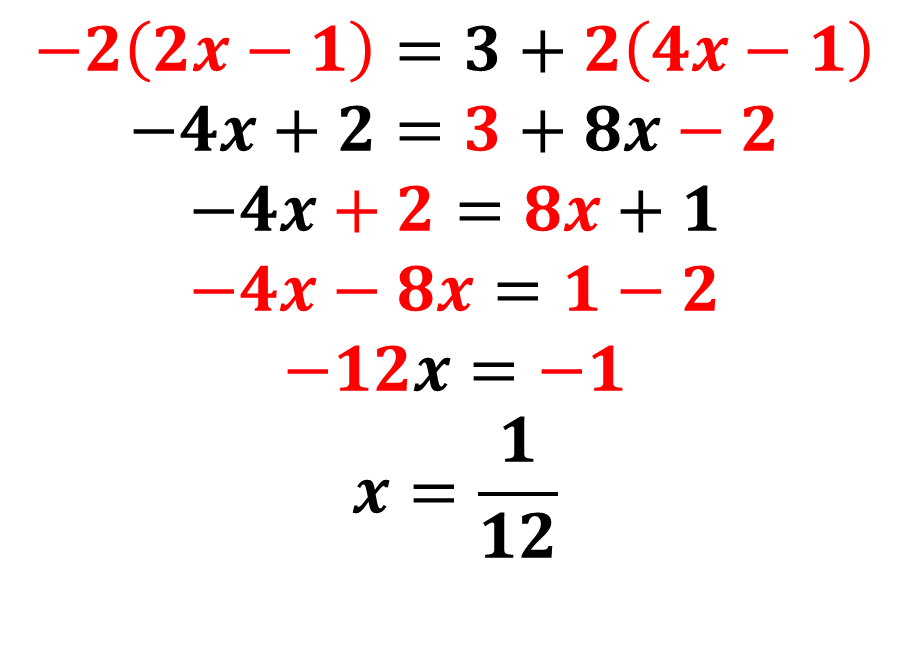 −2(2x − 1) = 3 + 2(4x − 1)
−4x + 2 = 3 + 8x − 2
−4x + 2 = 8x + 1
−4x − 8x = 1 − 2
−12x = −1
x = 1/12